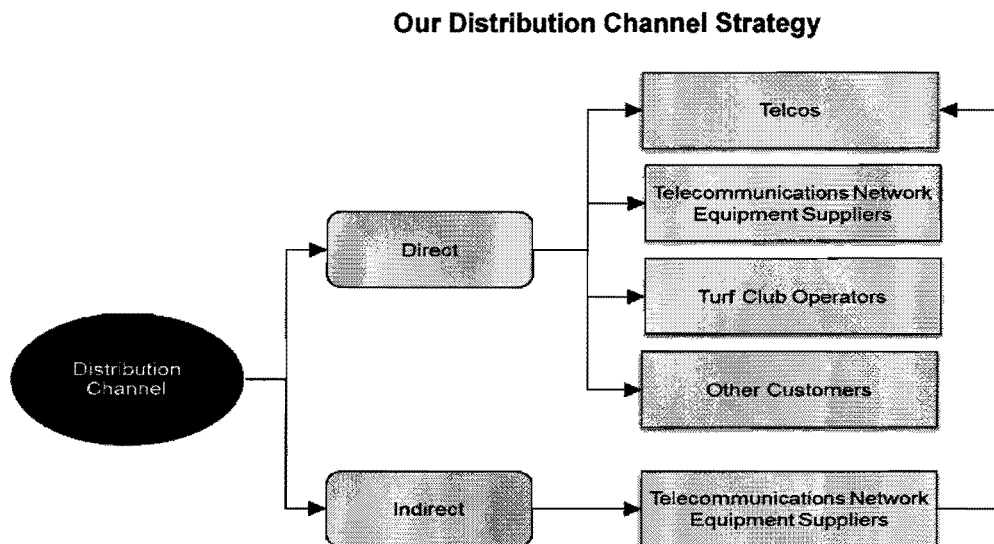 Our Distribution Channel Strategy
Telcos
Telecommunications Network
Equipment Suppliers
Direct
Turf Club Operators
Distribution
Channel
Other Customers
Indirect
Telecommunications Network
Equipment Suppliers